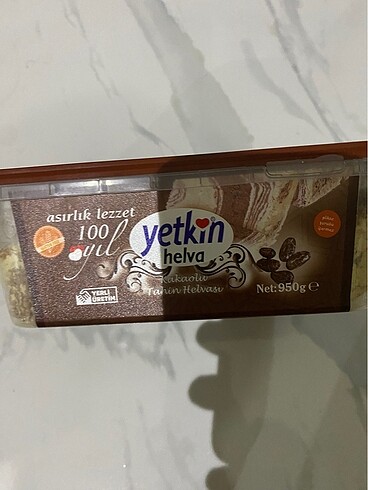 asırlık lezzet
100
yıl
yetkin
helva
Kakaolu
Tahin Helvası
YERLİ
ÜRETİM
Net:950g ℮